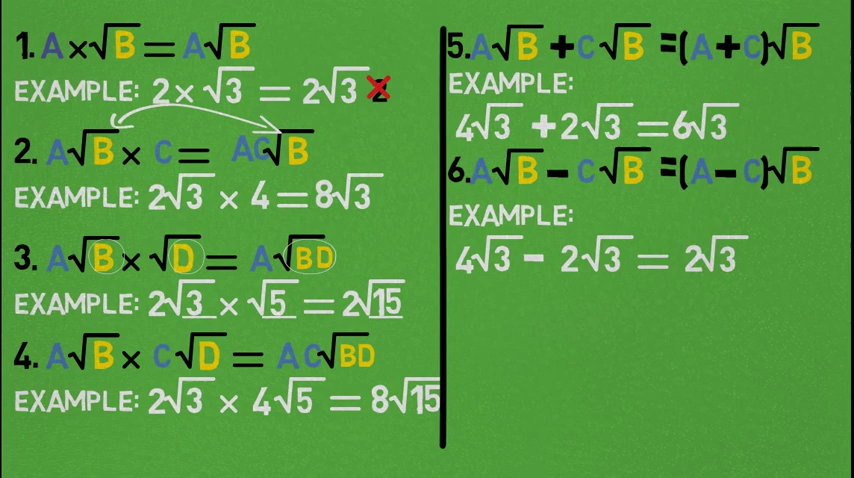 1. A × √B = A√B
EXAMPLE: 2 × √3 = 2√3
2. A√B × C = AC√B
EXAMPLE: 2√3 × 4 = 8√3
3. A√B × √D = A√BD
EXAMPLE: 2√3 × √5 = 2√15
4. A√B × C√D = AC√BD
EXAMPLE: 2√3 × 4√5 = 8√15
5. A√B + C√B = (A+C)√B
EXAMPLE:
4√3 + 2√3 = 6√3
6. A√B - C√B = (A-C)√B
EXAMPLE:
4√3 - 2√3 = 2√3